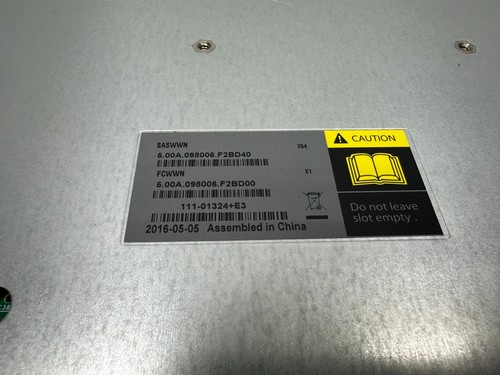 SASWWN X64
5.00A.098006.F2BD40
FCWWN X1
5.00A.098006.F2BD00
111-01324+E3
2016-05-05 Assembled in China
CAUTION
Do not leave
slot empty.